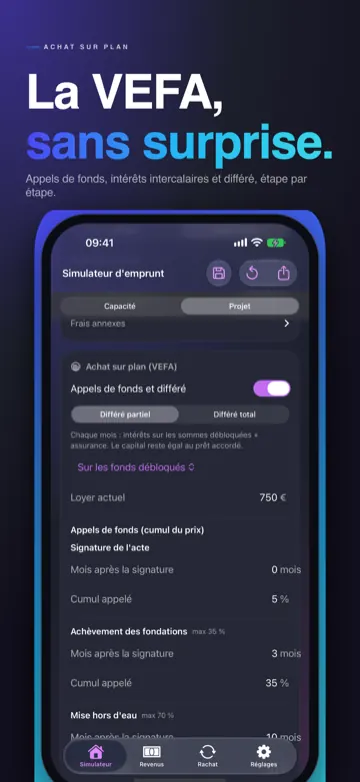 ACHAT SUR PLAN
La VEFA,
sans surprise.
Appels de fonds, intérêts intercalaires et différé, étape par
étape.
09:41
Simulateur d'emprunt
Capacité
Projet
Frais annexes
Achat sur plan (VEFA)
Appels de fonds et différé
Différé partiel
Différé total
Chaque mois : intérêts sur les sommes débloquées +
assurance. Le capital reste égal au prêt accordé.
Sur les fonds débloqués
Loyer actuel 750 €
Appels de fonds (cumul du prix)
Signature de l'acte
Mois après la signature 0 mois
Cumul appelé 5 %
Achèvement des fondations max 35 %
Mois après la signature 3 mois
Cumul appelé 35 %
Mise hors d'eau max 70 %
Mois après la signature 10 mois
Simulateur
Revenus
Rachat
Réglages